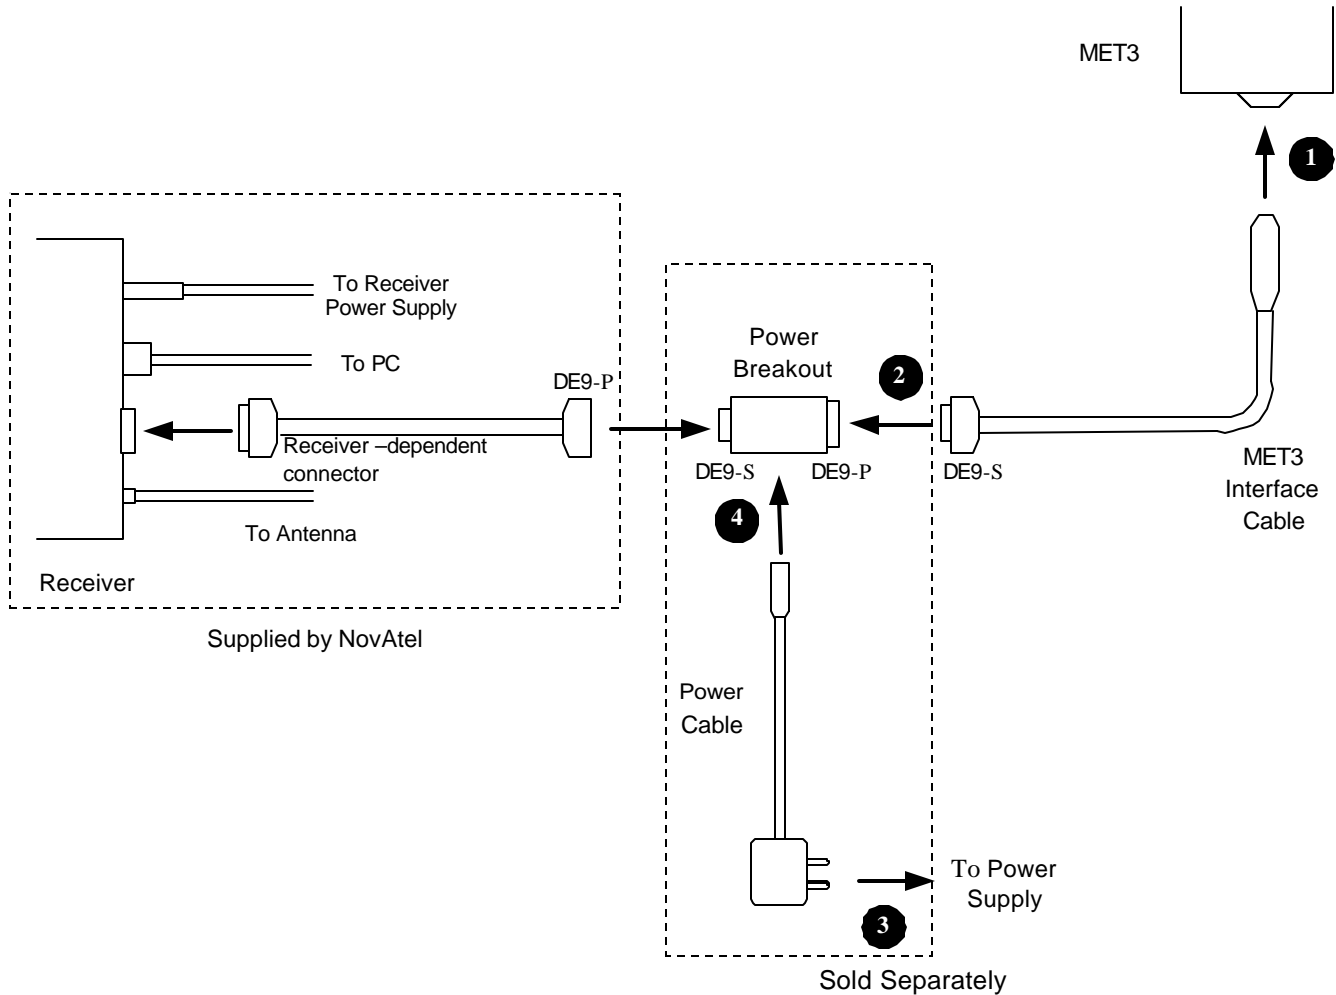 MET3
1
To Receiver
Power Supply
To PC
DE9-P
Receiver –dependent
connector
To Antenna
Receiver
Supplied by NovAtel
Power
Breakout
2
DE9-S
DE9-P
DE9-S
MET3
Interface
Cable
4
Power
Cable
To Power
Supply
3
Sold Separately